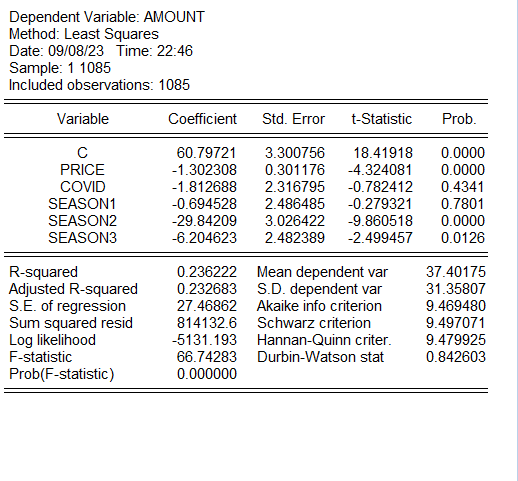 Dependent Variable: AMOUNT
Method: Least Squares
Date: 09/08/23 Time: 22:46
Sample: 1 1085
Included observations: 1085
Variable Coefficient Std. Error t-Statistic Prob.
C 60.79721 3.300756 18.41918 0.0000
PRICE -1.302308 0.301176 -4.324081 0.0000
COVID -1.812688 2.316795 -0.782412 0.4341
SEASON1 -0.694528 2.486485 -0.279321 0.7801
SEASON2 -29.84209 3.026422 -9.860518 0.0000
SEASON3 -6.204623 2.482389 -2.499457 0.0126
R-squared 0.236222 Mean dependent var 37.40175
Adjusted R-squared 0.232683 S.D. dependent var 31.35807
S.E. of regression 27.46862 Akaike info criterion 9.469480
Sum squared resid 814132.6 Schwarz criterion 9.497071
Log likelihood -5131.193 Hannan-Quinn criter. 9.479925
F-statistic 66.74283 Durbin-Watson stat 0.842603
Prob(F-statistic) 0.000000